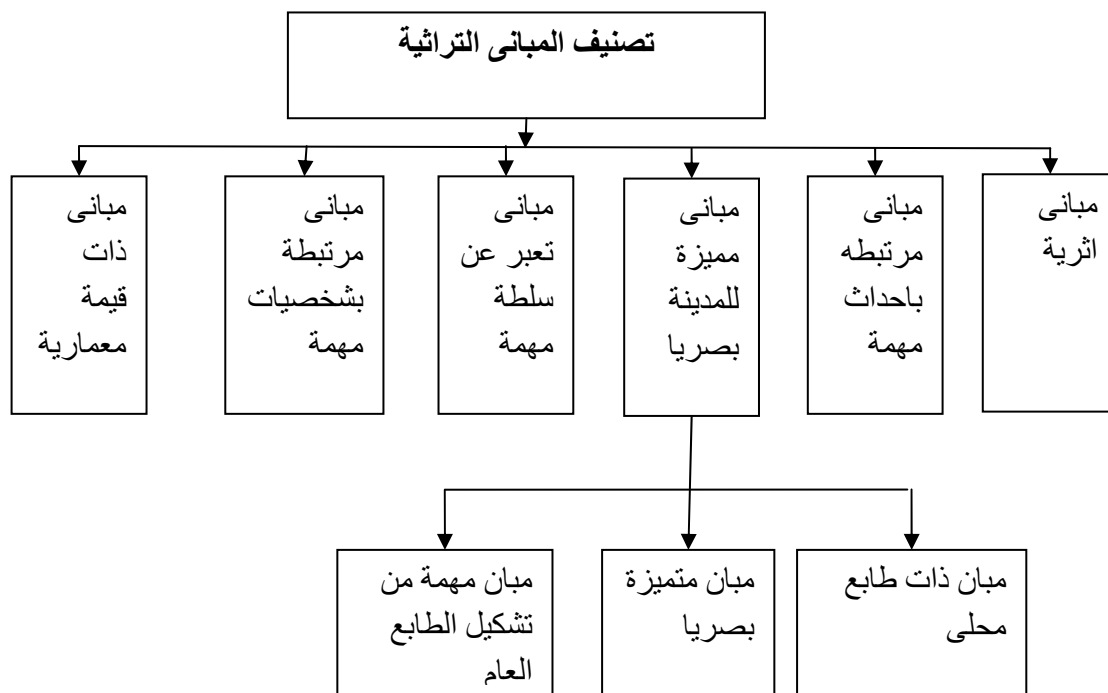 تصنيف المبانى التراثية
مبانى
اثرية
مبانى
مرتبطه
باحداث
مهمة
مبانى
مميزة
للمدينة
بصريا
مبانى
تعبر عن
سلطة
مهمة
مبانى
مرتبطة
بشخصيات
مهمة
مبانى
ذات
قيمة
معمارية
مبان ذات طابع
محلى
مبان متميزة
بصريا
مبان مهمة من
تشكيل الطابع
العام